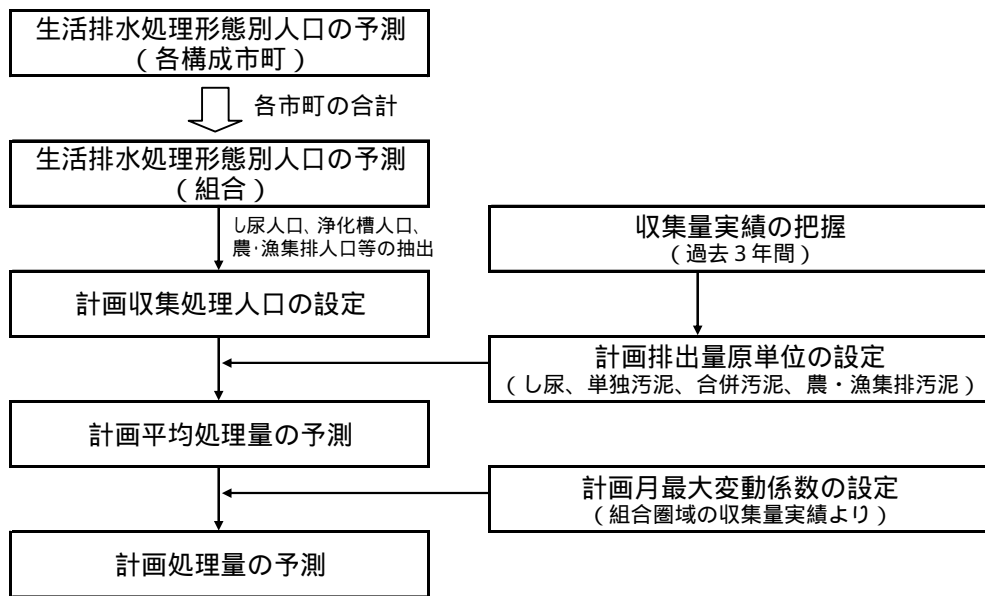 生活排水処理形態別人口の予測
（各構成市町）
各市町の合計
生活排水処理形態別人口の予測
（組合）
し尿人口、浄化槽人口、
農・漁集排人口等の抽出
収集量実績の把握
（過去３年間）
計画収集処理人口の設定
計画排出量原単位の設定
（し尿、単独汚泥、合併汚泥、農・漁集排汚泥）
計画平均処理量の予測
計画月最大変動係数の設定
（組合圏域の収集量実績より）
計画処理量の予測